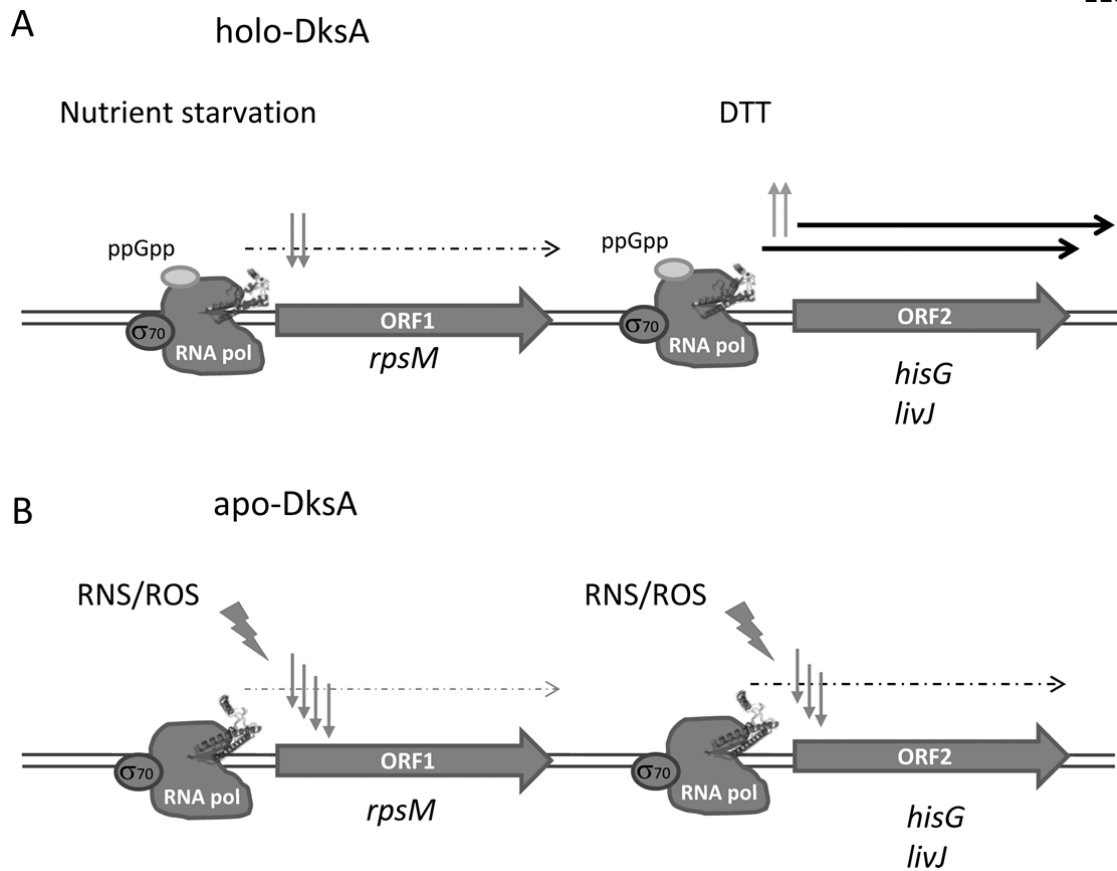 A
holo-DksA
Nutrient starvation
DTT
ppGpp
ppGpp
σ70
RNA pol
ORF1
σ70
RNA pol
ORF2
rpsM
hisG
livJ
B
apo-DksA
RNS/ROS
RNS/ROS
σ70
RNA pol
ORF1
σ70
RNA pol
ORF2
rpsM
hisG
livJ